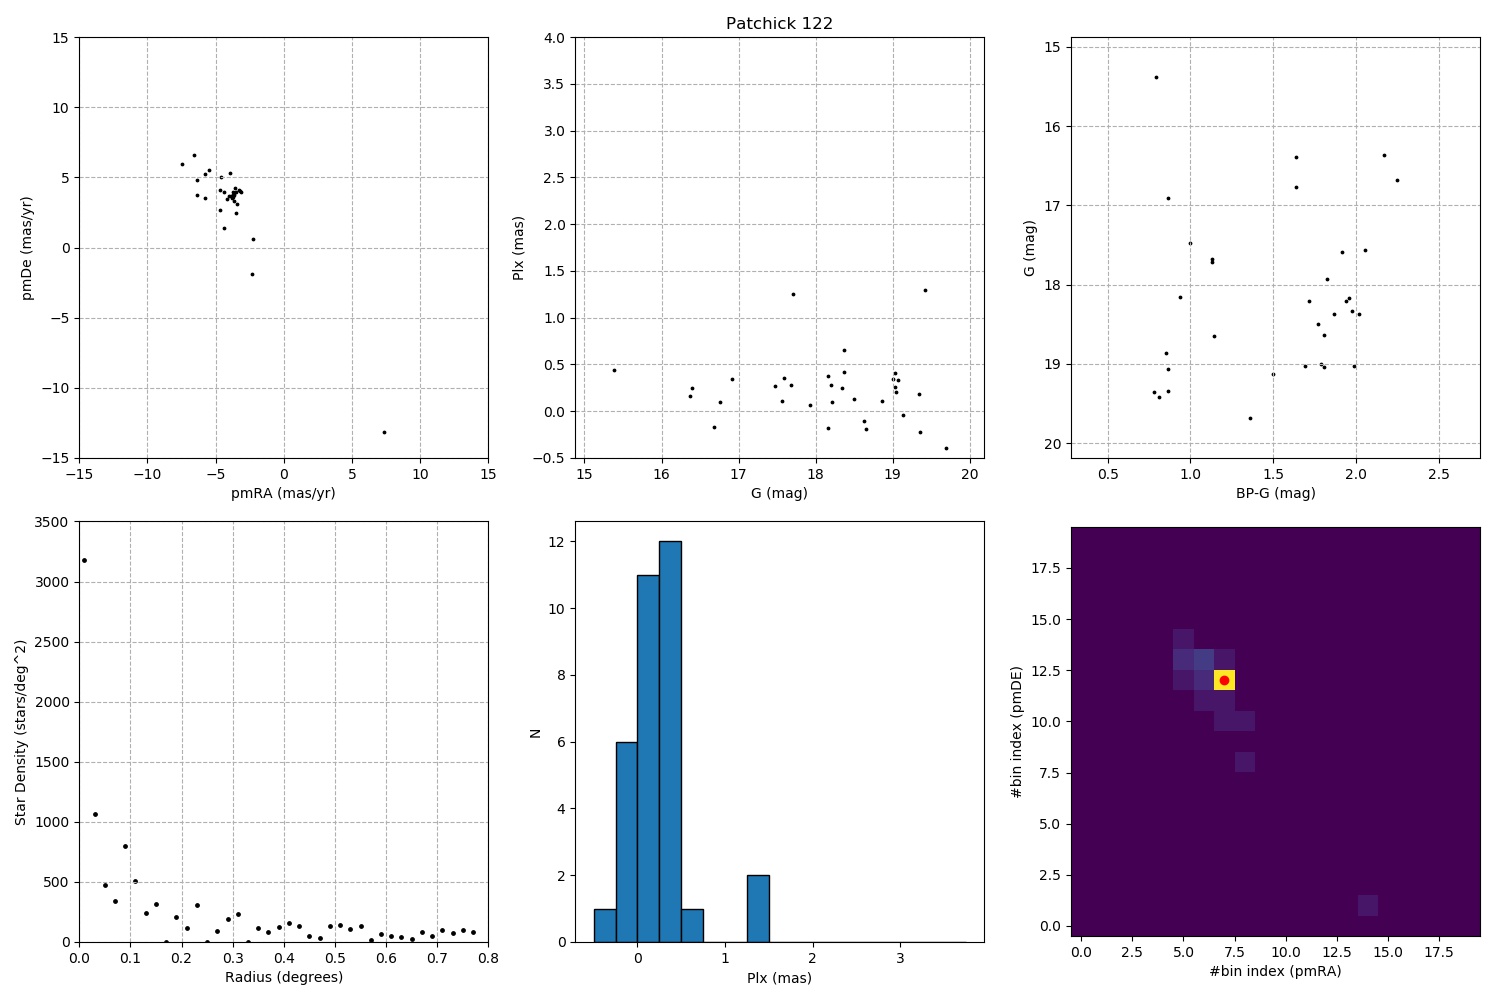 Patchick 122
15
10
5
0
−5
−10
−15
−15 −10 −5 0 5 10 15
pmRA (mas/yr)
pmDe (mas/yr)
4.0
3.5
3.0
2.5
2.0
1.5
1.0
0.5
0.0
−0.5
15 16 17 18 19 20
G (mag)
Plx (mas)
15
16
17
18
19
20
0.5 1.0 1.5 2.0 2.5
BP-G (mag)
G (mag)
3500
3000
2500
2000
1500
1000
500
0
0.0 0.1 0.2 0.3 0.4 0.5 0.6 0.7 0.8
Radius (degrees)
Star Density (stars/deg^2)
12
10
8
6
4
2
0
0 1 2 3
Plx (mas)
N
17.5
15.0
12.5
10.0
7.5
5.0
2.5
0.0
0.0 2.5 5.0 7.5 10.0 12.5 15.0 17.5
#bin index (pmRA)
#bin index (pmDE)